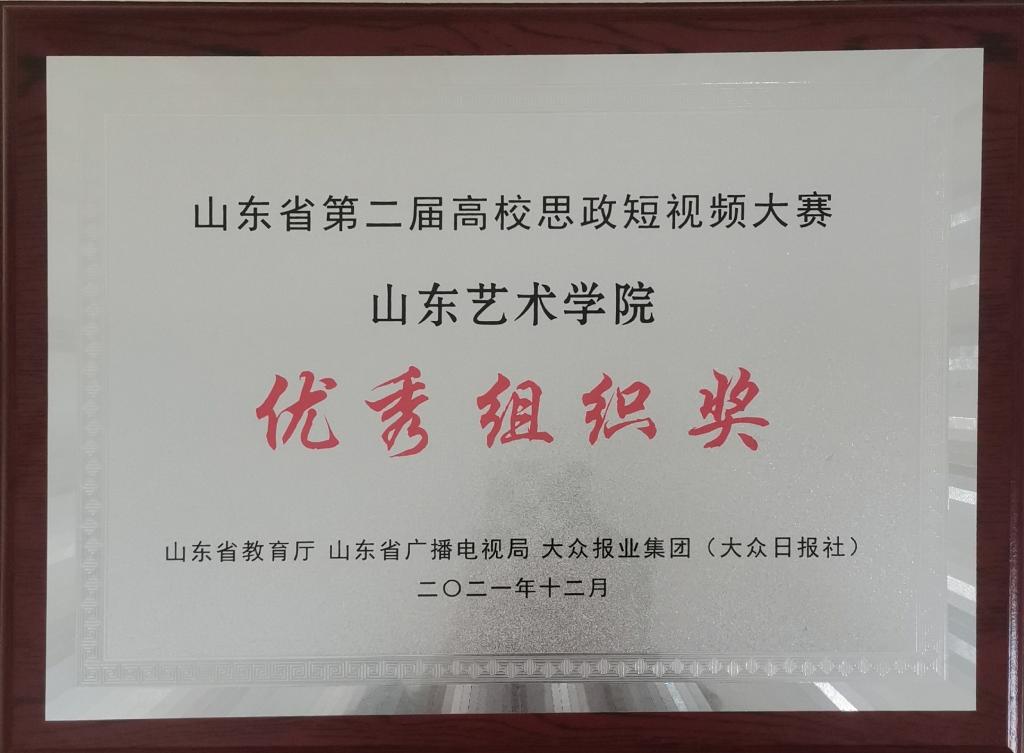 山东省第二届高校思政短视频大赛
山东艺术学院
优秀组织奖
山东省教育厅 山东省广播电视局 大众报业集团（大众日报社）
二〇二一年十二月